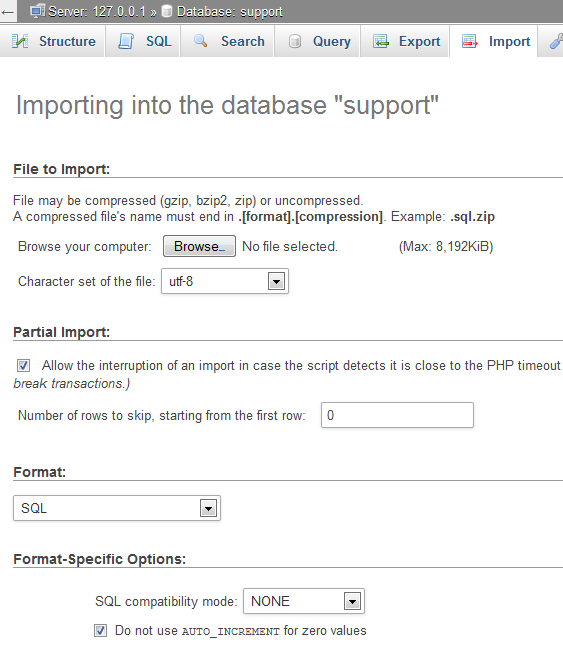 Server: 127.0.0.1 » Database: support
Structure SQL Search Query Export Import
Importing into the database "support"
File to Import:
File may be compressed (gzip, bzip2, zip) or uncompressed.
A compressed file's name must end in .[format].[compression]. Example: .sql.zip
Browse your computer: Browse... No file selected. (Max: 8,192KiB)
Character set of the file: utf-8
Partial Import:
Allow the interruption of an import in case the script detects it is close to the PHP timeout
break transactions.)
Number of rows to skip, starting from the first row: 0
Format:
SQL
Format-Specific Options:
SQL compatibility mode: NONE
Do not use AUTO_INCREMENT for zero values